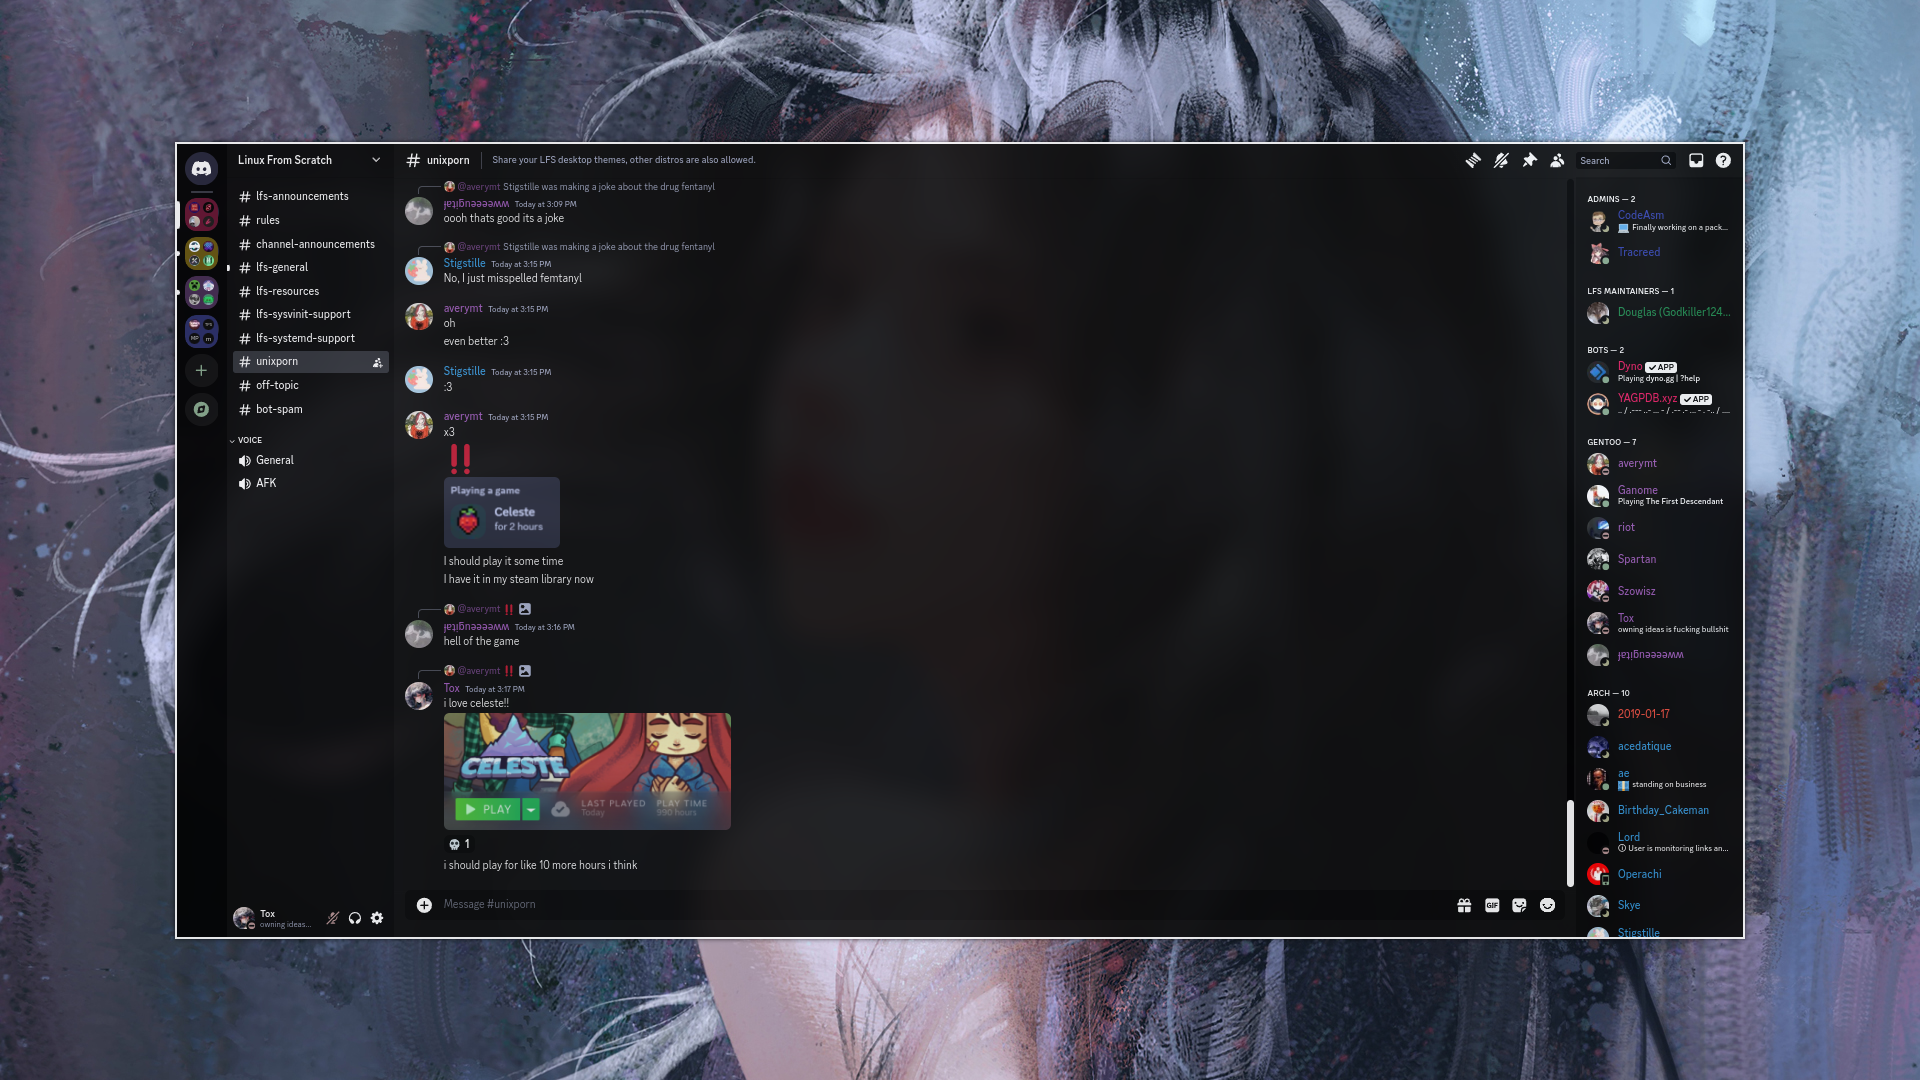 Linux From Scratch
lfs-announcements
rules
channel-announcements
lfs-general
lfs-resources
lfs-sysvinit-support
lfs-systemd-support
unixporn
off-topic
bot-spam
VOICE
General
AFK
Tox
owning ideas...
unixporn
Share your LFS desktop themes, other distros are also allowed.
Search
@averymt Stigstille was making a joke about the drug fentanyl
Today at 3:09 PM
oooh thats good its a joke
@averymt Stigstille was making a joke about the drug fentanyl
Stigstille Today at 3:15 PM
No, I just misspelled femtanyl
averymt Today at 3:15 PM
oh
even better :3
Stigstille Today at 3:15 PM
:3
averymt Today at 3:15 PM
x3
‼
Playing a game
Celeste
for 2 hours
I should play it some time
I have it in my steam library now
@averymt ‼
Today at 3:16 PM
hell of the game
@averymt ‼
Tox Today at 3:17 PM
i love celeste!!
CELESTE
PLAY
LAST PLAYED
Today
PLAY TIME
990 hours
1
i should play for like 10 more hours i think
Message #unixporn
GIF
ADMINS — 2
CodeAsm
Finally working on a pack...
Tracreed
LFS MAINTAINERS — 1
Douglas (Godkiller124...
BOTS — 2
Dyno APP
Playing dyno.gg | ?help
YAGPDB.xyz APP
GENTOO — 7
averymt
Ganome
Playing The First Descendant
riot
Spartan
Szowisz
Tox
owning ideas is fucking bullshit
ARCH — 10
2019-01-17
acedatique
ae
standing on business
Birthday_Cakeman
Lord
User is monitoring links an...
Operachi
Skye
Stigstille